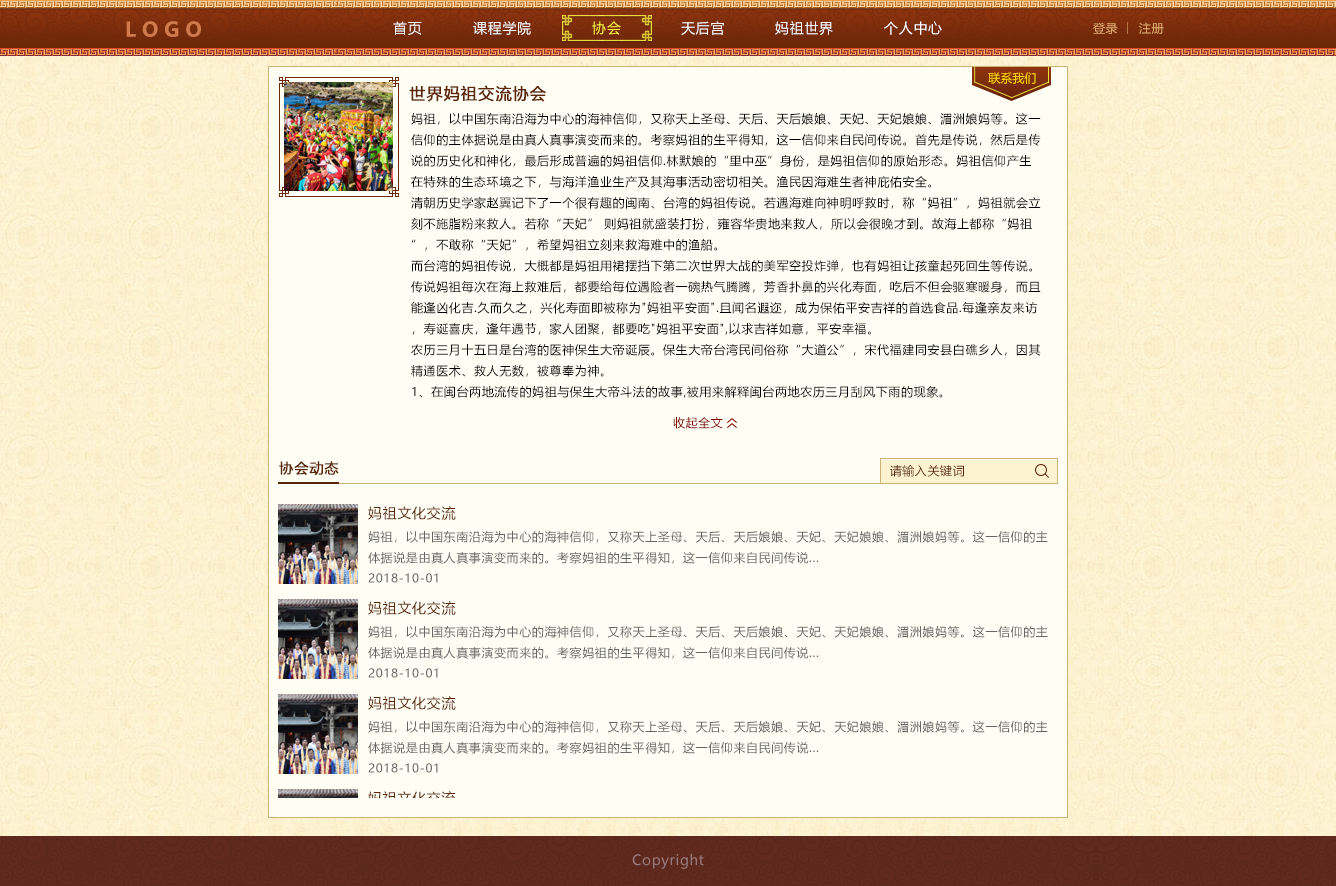 LOGO
首页 课程学院 协会 天后宫 妈祖世界 个人中心
登录 | 注册
联系我们
世界妈祖交流协会
妈祖，以中国东南沿海为中心的海神信仰，又称天上圣母、天后、天后娘娘、天妃、天妃娘娘、湄洲娘妈等。这一
信仰的主体据说是由真人真事演变而来的。考察妈祖的生平得知，这一信仰来自民间传说。首先是传说，然后是传
说的历史化和神化，最后形成普遍的妈祖信仰.林默娘的“里中巫”身份，是妈祖信仰的原始形态。妈祖信仰产生
在特殊的生态环境之下，与海洋渔业生产及其海事活动密切相关。渔民因海难生者神庇佑安全。
清朝历史学家赵翼记下了一个很有趣的闽南、台湾的妈祖传说。若遇海难向神明呼救时，称“妈祖”，妈祖就会立
刻不施脂粉来救人。若称“天妃” 则妈祖就盛装打扮，雍容华贵地来救人，所以会很晚才到。故海上都称“妈祖
”，不敢称“天妃”，希望妈祖立刻来救海难中的渔船。
而台湾的妈祖传说，大概都是妈祖用裙摆挡下第二次世界大战的美军空投炸弹，也有妈祖让孩童起死回生等传说。
传说妈祖每次在海上救难后，都要给每位遇险者一碗热气腾腾，芳香扑鼻的兴化寿面，吃后不但会驱寒暖身，而且
能逢凶化吉.久而久之，兴化寿面即被称为"妈祖平安面".且闻名遐迩，成为保佑平安吉祥的首选食品.每逢亲友来访
，寿诞喜庆，逢年遇节，家人团聚，都要吃"妈祖平安面",以求吉祥如意，平安幸福。
农历三月十五日是台湾的医神保生大帝诞辰。保生大帝台湾民间俗称“大道公”，宋代福建同安县白礁乡人，因其
精通医术、救人无数，被尊奉为神。
1、在闽台两地流传的妈祖与保生大帝斗法的故事,被用来解释闽台两地农历三月刮风下雨的现象。
收起全文
协会动态
请输入关键词
妈祖文化交流
妈祖，以中国东南沿海为中心的海神信仰，又称天上圣母、天后、天后娘娘、天妃、天妃娘娘、湄洲娘妈等。这一信仰的主
体据说是由真人真事演变而来的。考察妈祖的生平得知，这一信仰来自民间传说...
2018-10-01
妈祖文化交流
妈祖，以中国东南沿海为中心的海神信仰，又称天上圣母、天后、天后娘娘、天妃、天妃娘娘、湄洲娘妈等。这一信仰的主
体据说是由真人真事演变而来的。考察妈祖的生平得知，这一信仰来自民间传说...
2018-10-01
妈祖文化交流
妈祖，以中国东南沿海为中心的海神信仰，又称天上圣母、天后、天后娘娘、天妃、天妃娘娘、湄洲娘妈等。这一信仰的主
体据说是由真人真事演变而来的。考察妈祖的生平得知，这一信仰来自民间传说...
2018-10-01
妈祖文化交流
Copyright